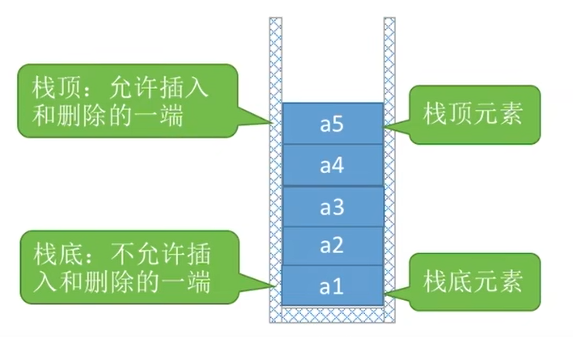 栈顶：允许插入
和删除的一端
a5
栈顶元素
a4
a3
a2
栈底：不允许插
入和删除的一端
a1
栈底元素